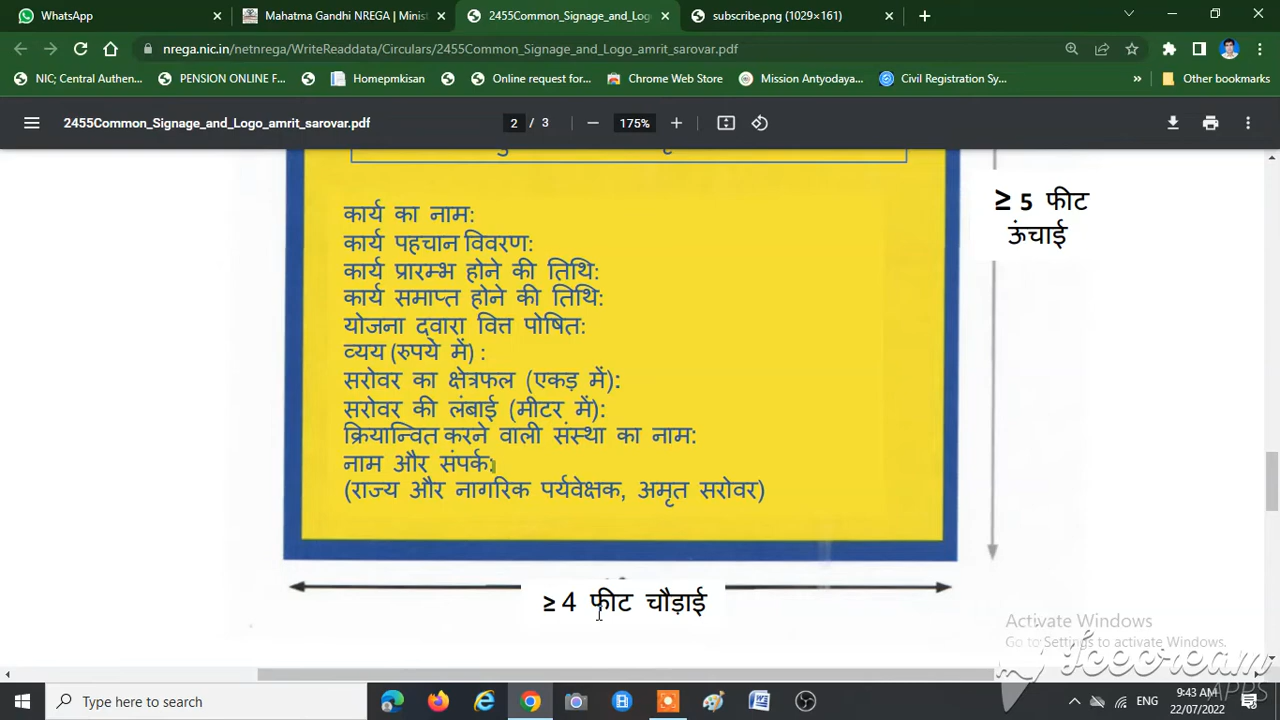 WhatsApp
Mahatma Gandhi NREGA | Minist
2455Common_Signage_and_Logo
subscribe.png (1029×161)
nrega.nic.in/netnrega/WriteReaddata/Circulars/2455Common_Signage_and_Logo_amrit_sarovar.pdf
NIC; Central Authen...
PENSION ONLINE F...
Homepmkisan
Online request for...
Chrome Web Store
Mission Antyodaya...
Civil Registration Sy...
»
Other bookmarks
2455Common_Signage_and_Logo_amrit_sarovar.pdf
2 / 3
175%
≥ 5 फीट
ऊंचाई
कार्य का नाम:
कार्य पहचान विवरण:
कार्य प्रारम्भ होने की तिथि:
कार्य समाप्त होने की तिथि:
योजना द्वारा वित्त पोषित:
व्यय (रुपये में) :
सरोवर का क्षेत्रफल (एकड़ में):
सरोवर की लंबाई (मीटर में):
क्रियान्वित करने वाली संस्था का नाम:
नाम और संपर्क:
(राज्य और नागरिक पर्यवेक्षक, अमृत सरोवर)
≥ 4 फीट चौड़ाई
Activate Windows
Go to Settings to activate Windows.
Icecream
APPS
Type here to search
ENG
9:43 AM
22/07/2022